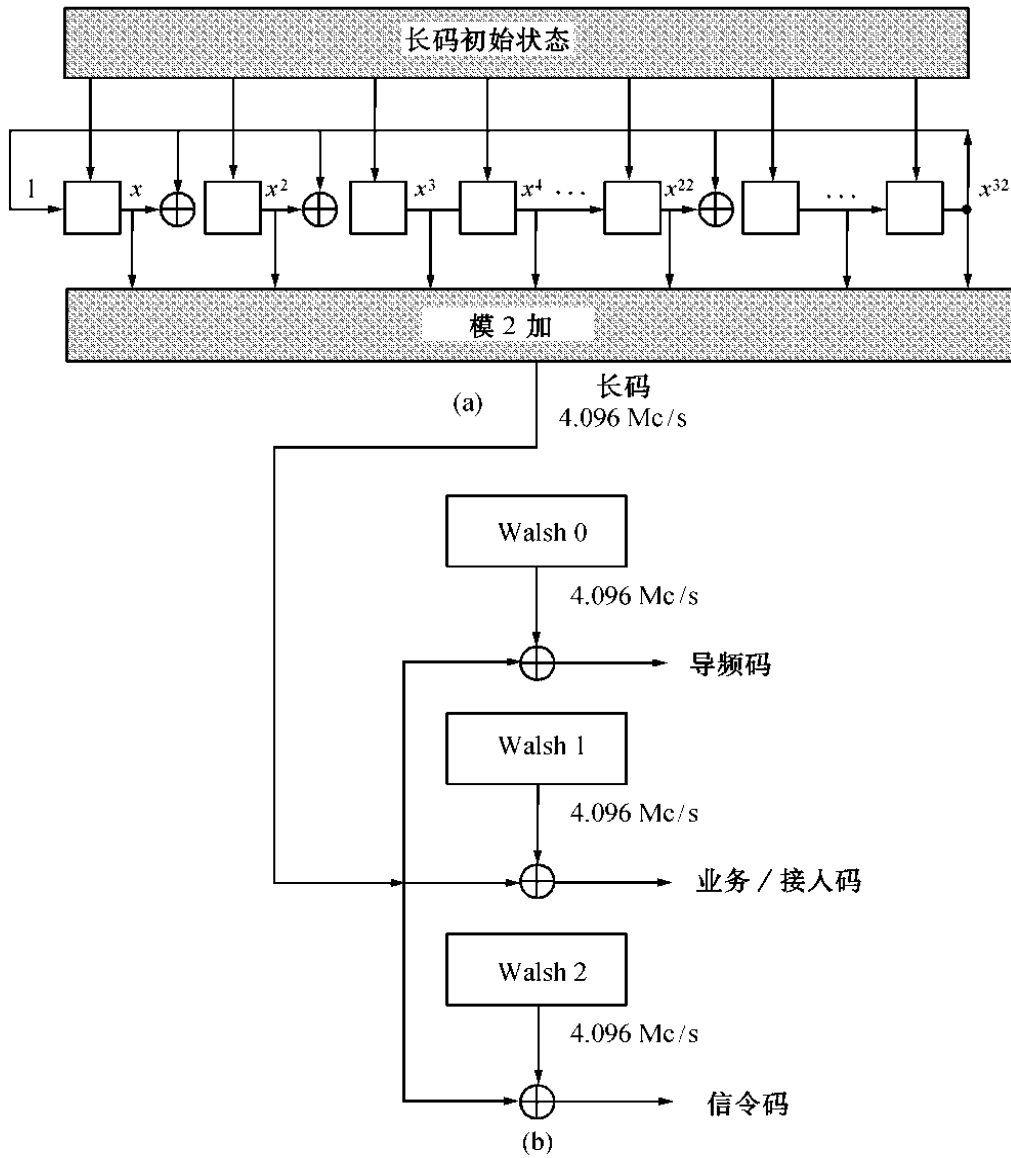 长码初始状态
1 x x² x³ x⁴ … x²² … x³²
模 2 加
长码
(a)
4.096 Mc/s
Walsh 0
4.096 Mc/s
导频码
Walsh 1
4.096 Mc/s
业务/接人码
Walsh 2
4.096 Mc/s
信令码
(b)